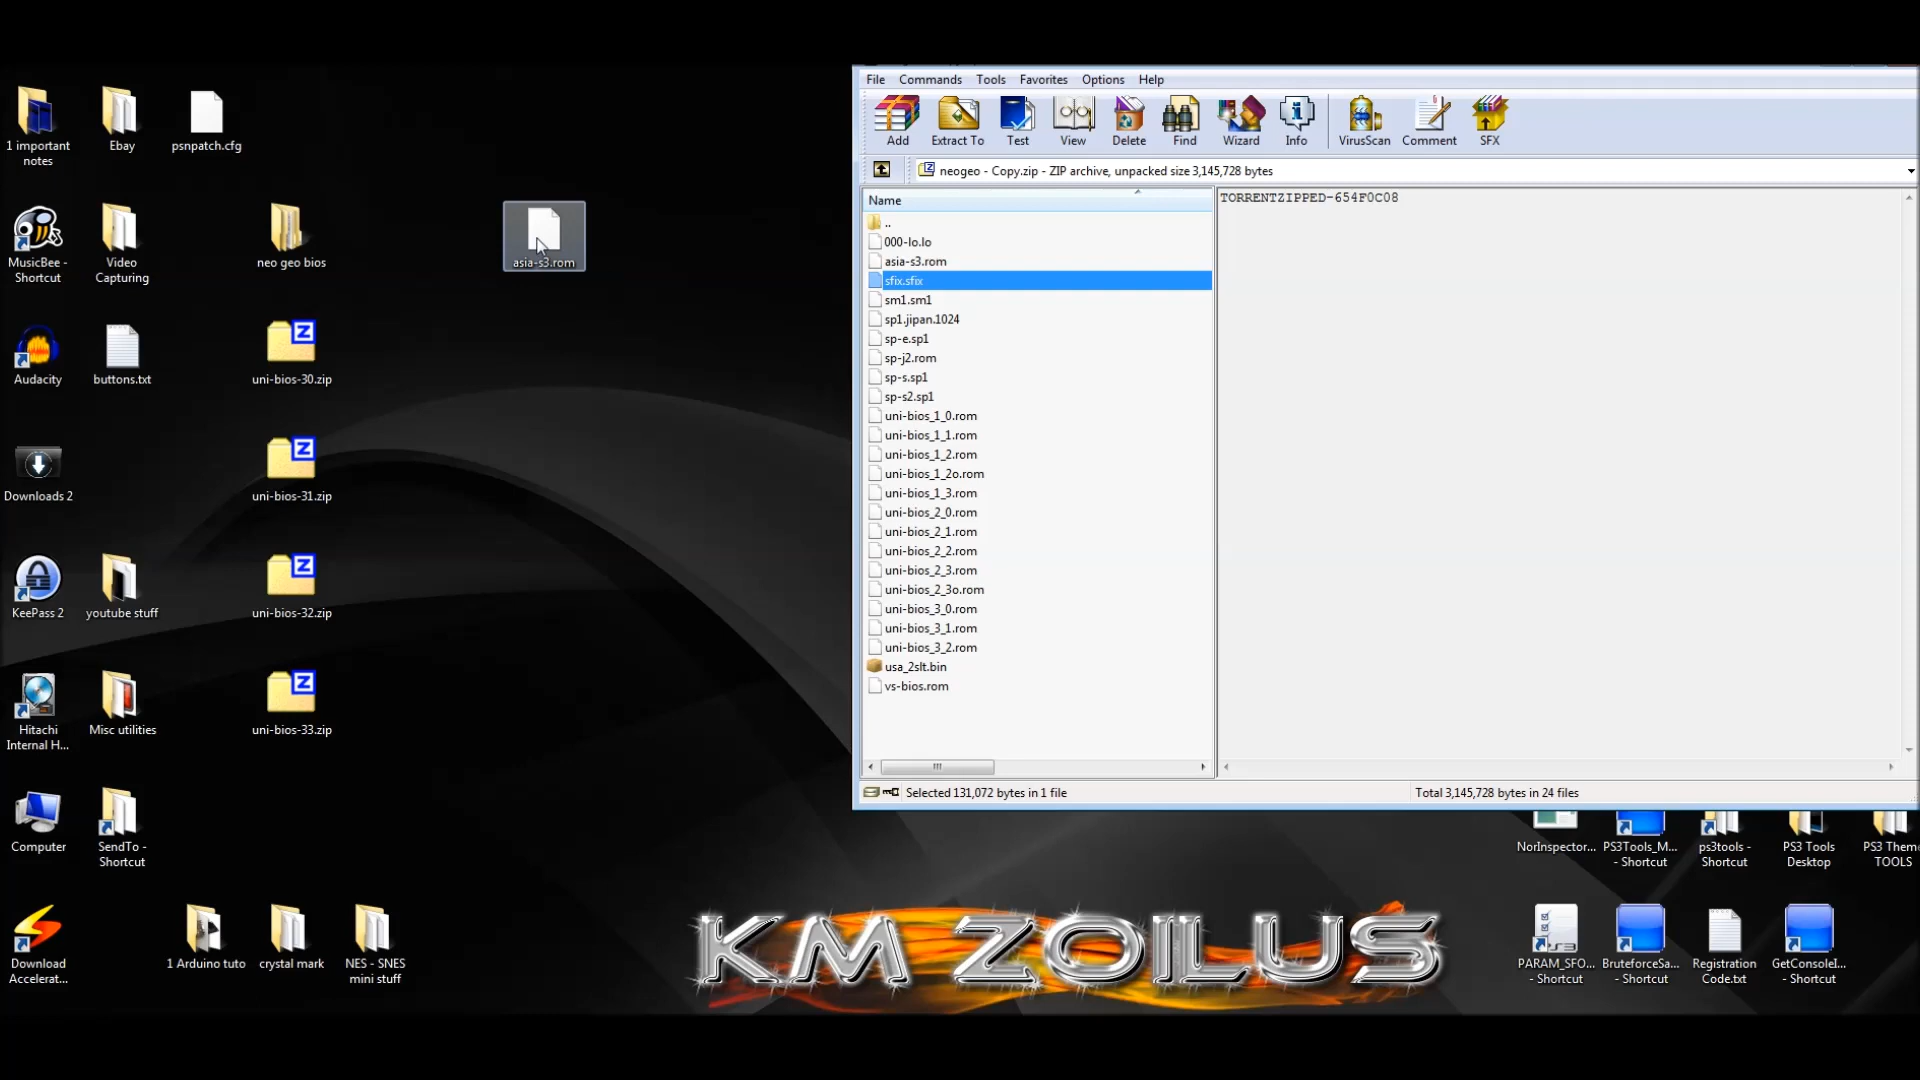 1 important
notes
Ebay
psnpatch.cfg
MusicBee -
Shortcut
Video
Capturing
neo geo bios
asia-s3.rom
Audacity
buttons.txt
uni-bios-30.zip
Downloads 2
uni-bios-31.zip
KeePass 2
youtube stuff
uni-bios-32.zip
Hitachi
Internal H...
Misc utilities
uni-bios-33.zip
Computer
SendTo -
Shortcut
Download
Accelerat...
1 Arduino tuto
crystal mark
NES - SNES
mini stuff
File Commands Tools Favorites Options Help
Add Extract To Test View Delete Find Wizard Info VirusScan Comment SFX
neogeo - Copy.zip - ZIP archive, unpacked size 3,145,728 bytes
Name
..
000-lo.lo
asia-s3.rom
sfix.sfix
sm1.sm1
sp1.jipan.1024
sp-e.sp1
sp-j2.rom
sp-s.sp1
sp-s2.sp1
uni-bios_1_0.rom
uni-bios_1_1.rom
uni-bios_1_2.rom
uni-bios_1_2o.rom
uni-bios_1_3.rom
uni-bios_2_0.rom
uni-bios_2_1.rom
uni-bios_2_2.rom
uni-bios_2_3.rom
uni-bios_2_3o.rom
uni-bios_3_0.rom
uni-bios_3_1.rom
uni-bios_3_2.rom
usa_2slt.bin
vs-bios.rom
TORRENTZIPPED-654F0C08
Selected 131,072 bytes in 1 file
Total 3,145,728 bytes in 24 files
NorInspector...
PS3Tools_M...
- Shortcut
ps3tools -
Shortcut
PS3 Tools
Desktop
PS3 Them
TOOLS
KM ZOILUS
PARAM_SFO...
- Shortcut
BruteforceSa...
- Shortcut
Registration
Code.txt
GetConsoleI...
- Shortcut